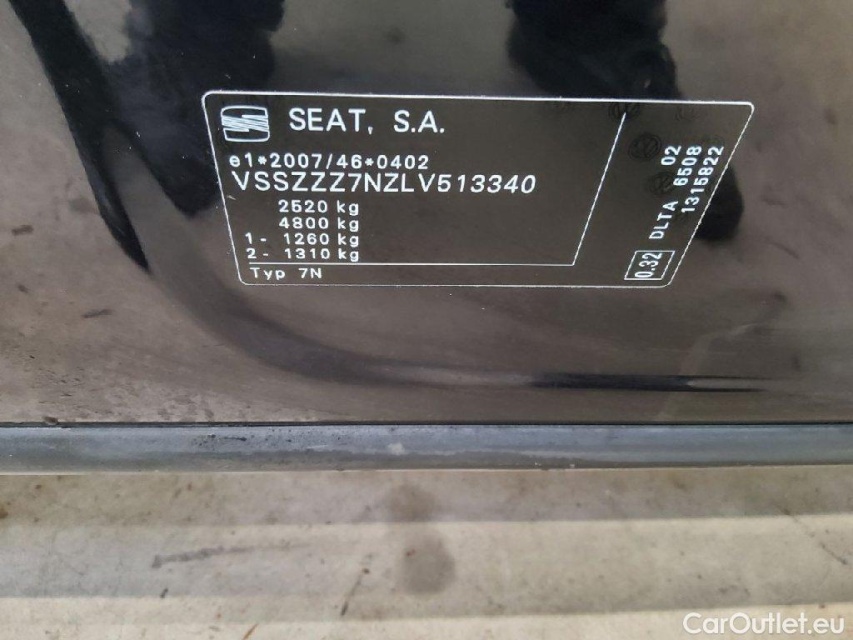 SEAT, S.A.
e1*2007/46*0402
VSSZZZ7NZLV513340
2520 kg
4800 kg
1- 1260 kg
2- 1310 kg
Typ 7N
02
DLTA 6508
1315822
0.32
CarOutlet.eu